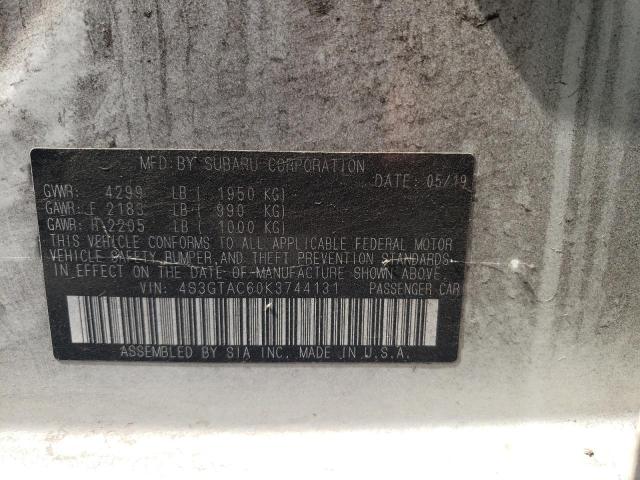 MFD BY SUBARU CORPORATION
DATE: 05/19
GVWR: 4299 LB ( 1950 KG)
GAWR: F 2183 LB ( 990 KG)
GAWR: R 2205 LB ( 1000 KG)
THIS VEHICLE CONFORMS TO ALL APPLICABLE FEDERAL MOTOR
VEHICLE SAFETY, BUMPER, AND THEFT PREVENTION STANDARDS
IN EFFECT ON THE DATE OF MANUFACTURE SHOWN ABOVE.
VIN: 4S3GTAC60K3744131 PASSENGER CAR
ASSEMBLED BY SIA INC. MADE IN U.S.A.